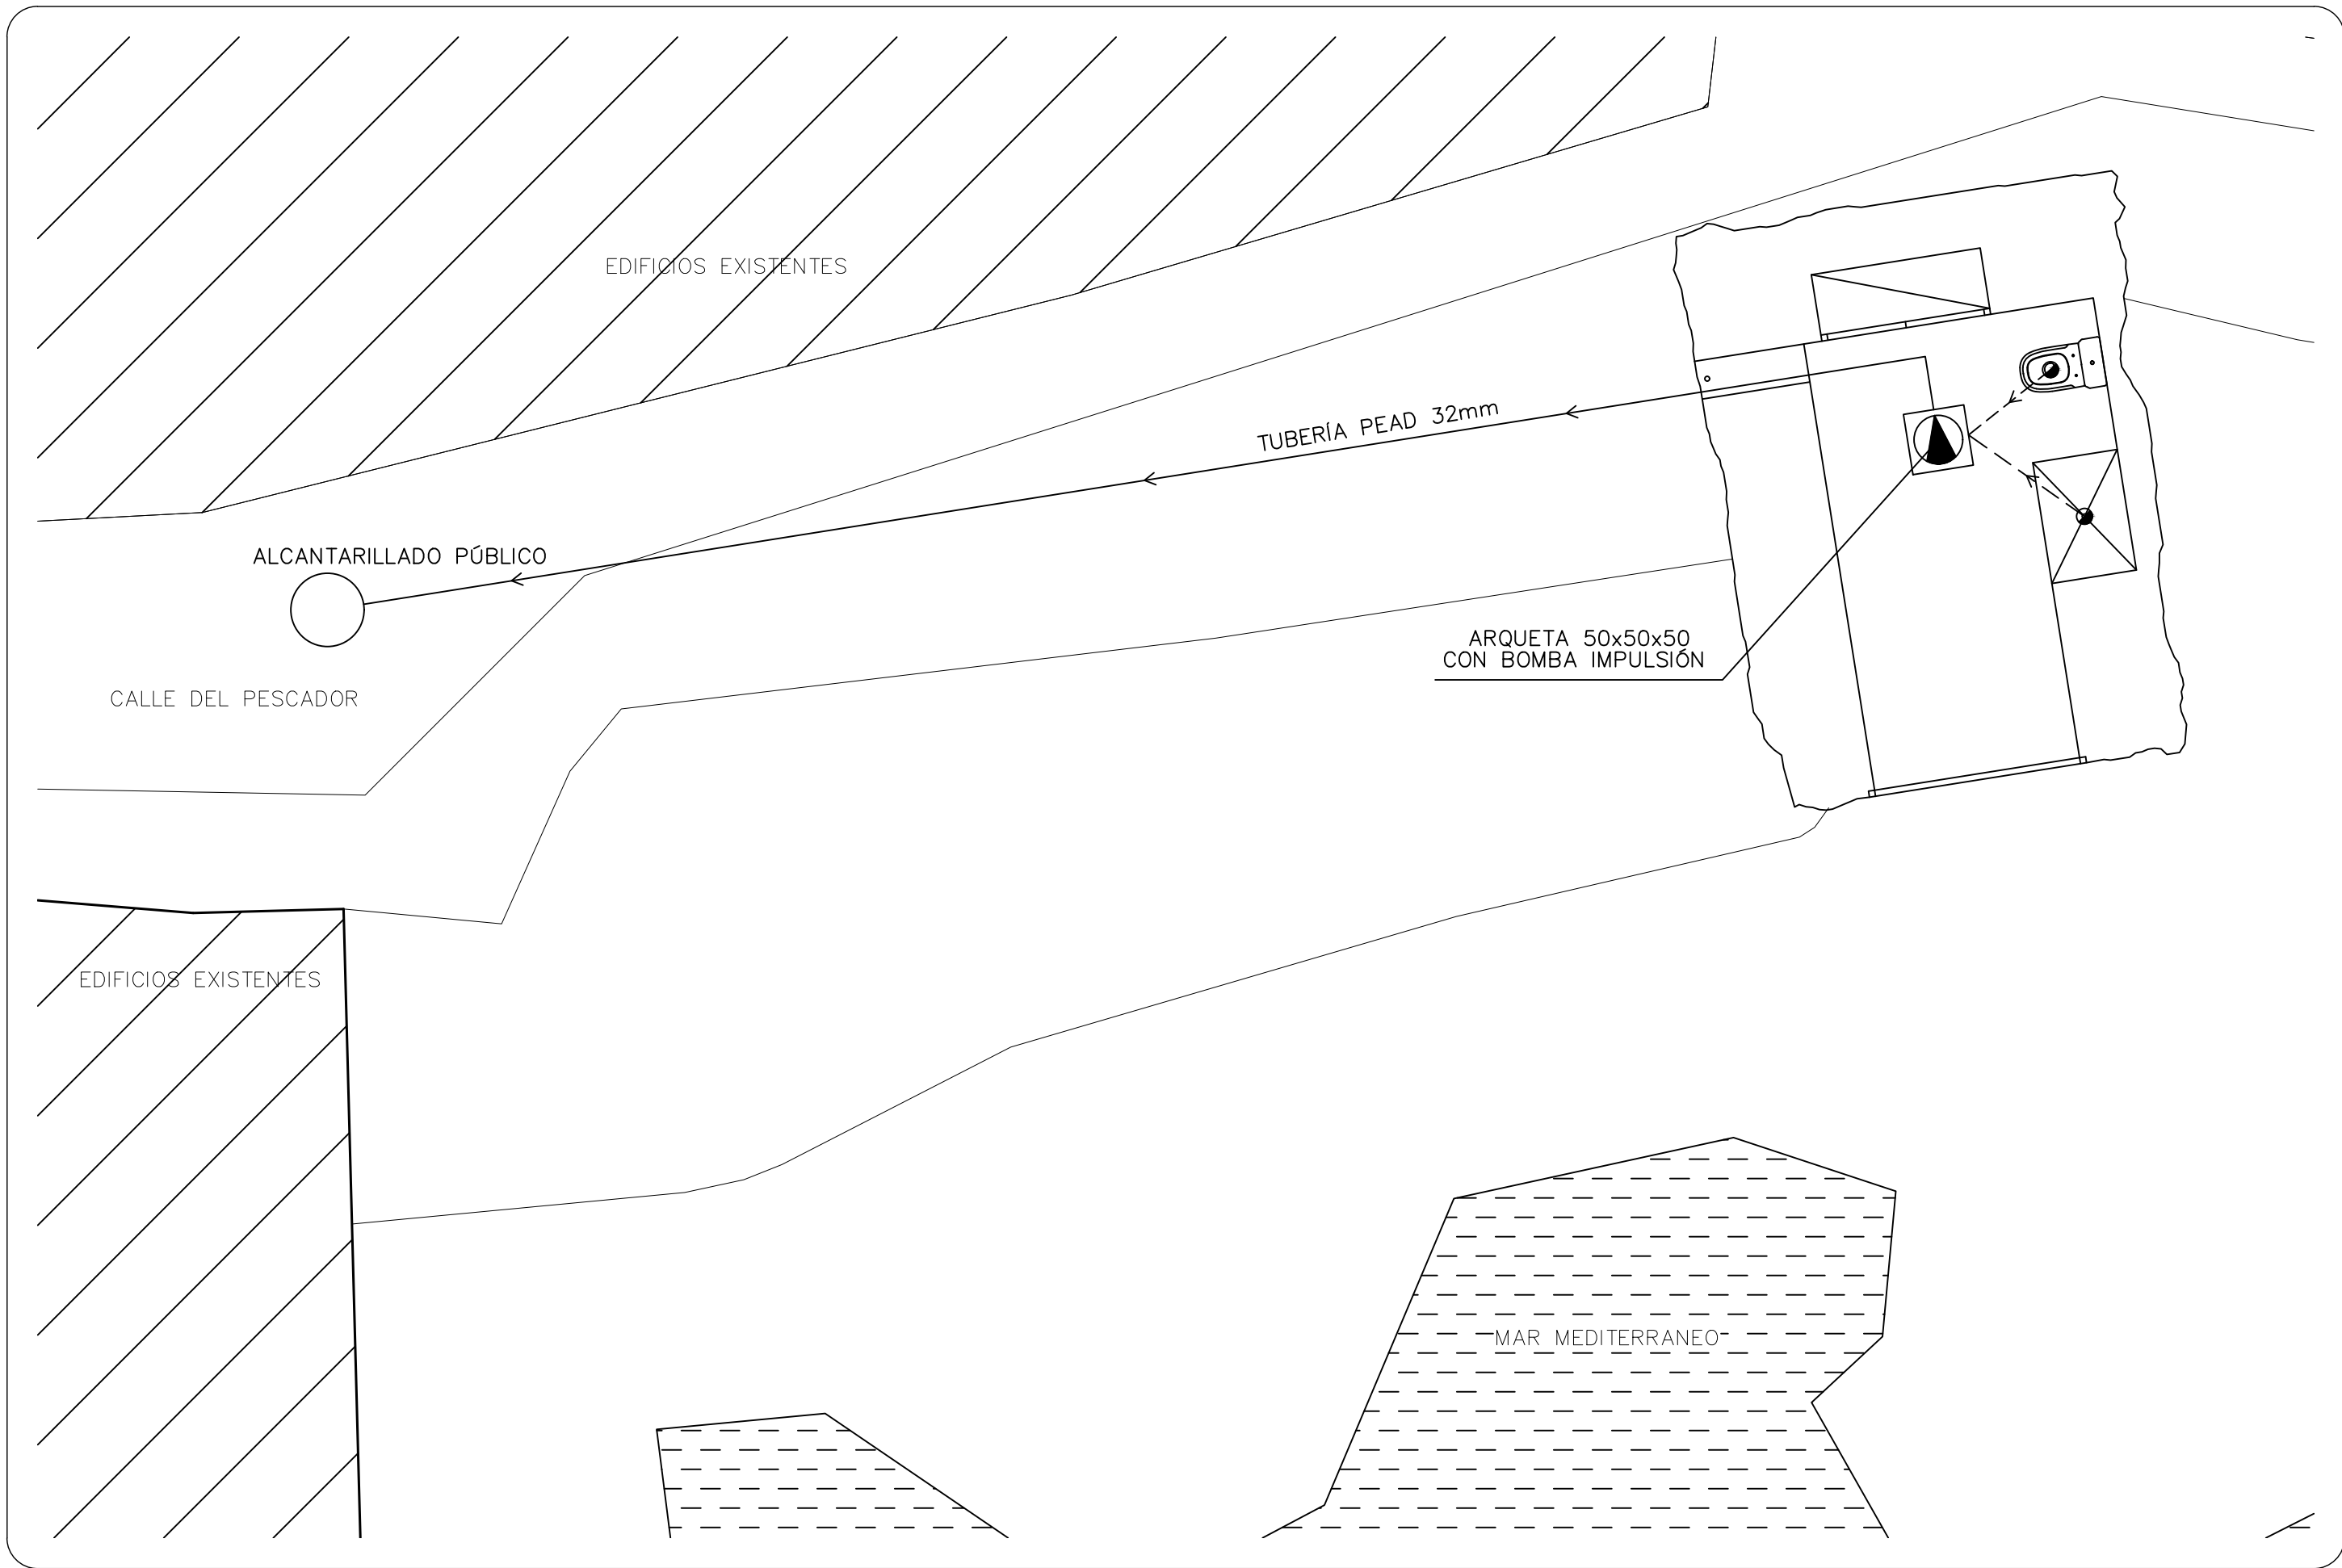 EDIFICIOS EXISTENTES
TUBERÍA PEAD 32mm
ALCANTARILLADO PÚBLICO
ARQUETA 50x50x50
CON BOMBA IMPULSIÓN
CALLE DEL PESCADOR
EDIFICIOS EXISTENTES
MAR MEDITERRANEO